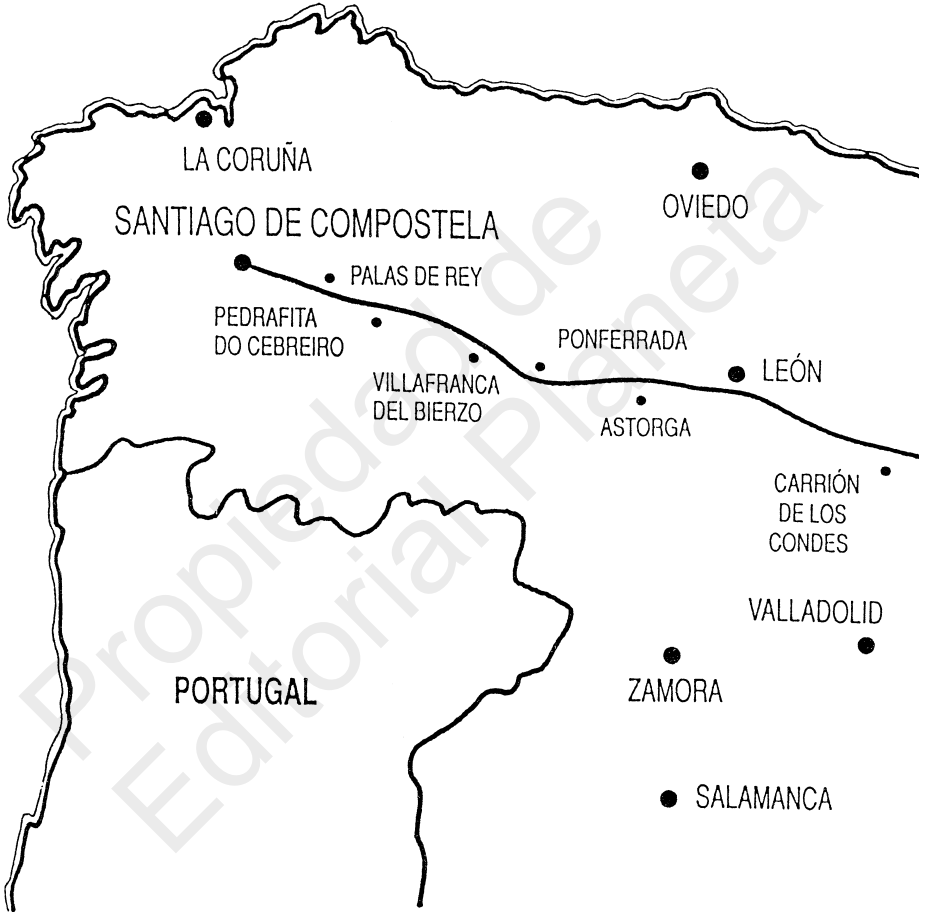 LA CORUÑA
OVIEDO
SANTIAGO DE COMPOSTELA
PALAS DE REY
PEDRAFITA
DO CEBREIRO
PONFERRADA
LEÓN
VILLAFRANCA
DEL BIERZO
ASTORGA
CARRIÓN
DE LOS
CONDES
VALLADOLID
PORTUGAL
ZAMORA
SALAMANCA
Propiedad de
Editorial Planeta